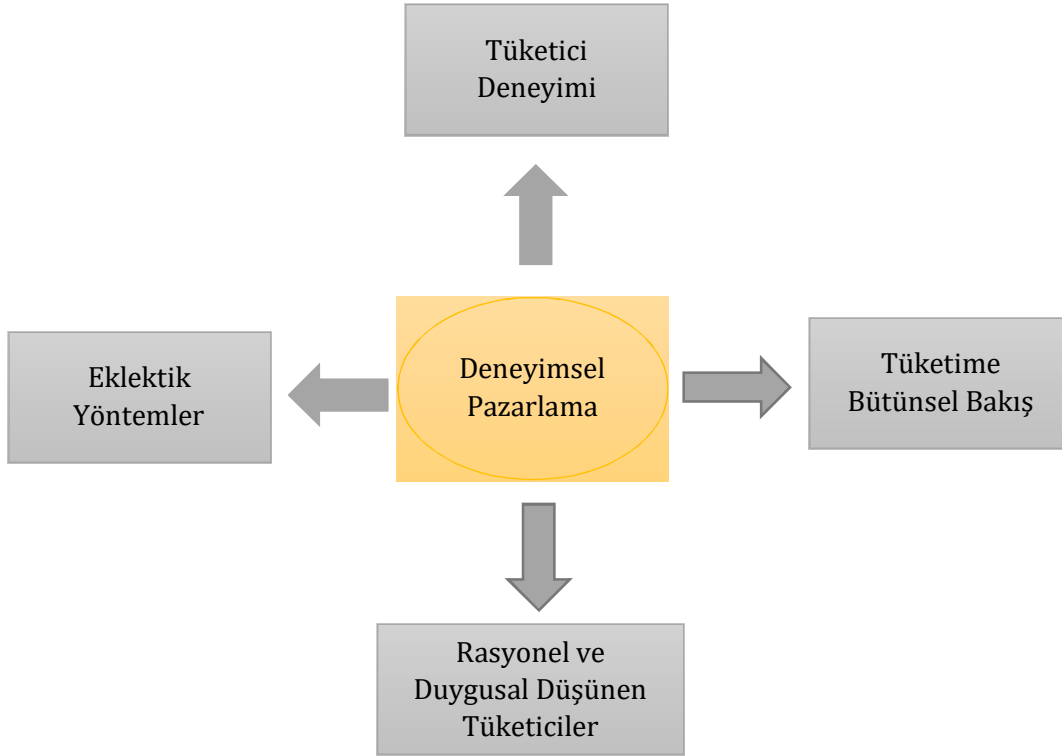 Tüketici
Deneyimi
Eklektik
Yöntemler
Deneyimsel
Pazarlama
Tüketime
Bütünsel Bakış
Rasyonel ve
Duygusal Düşünen
Tüketiciler